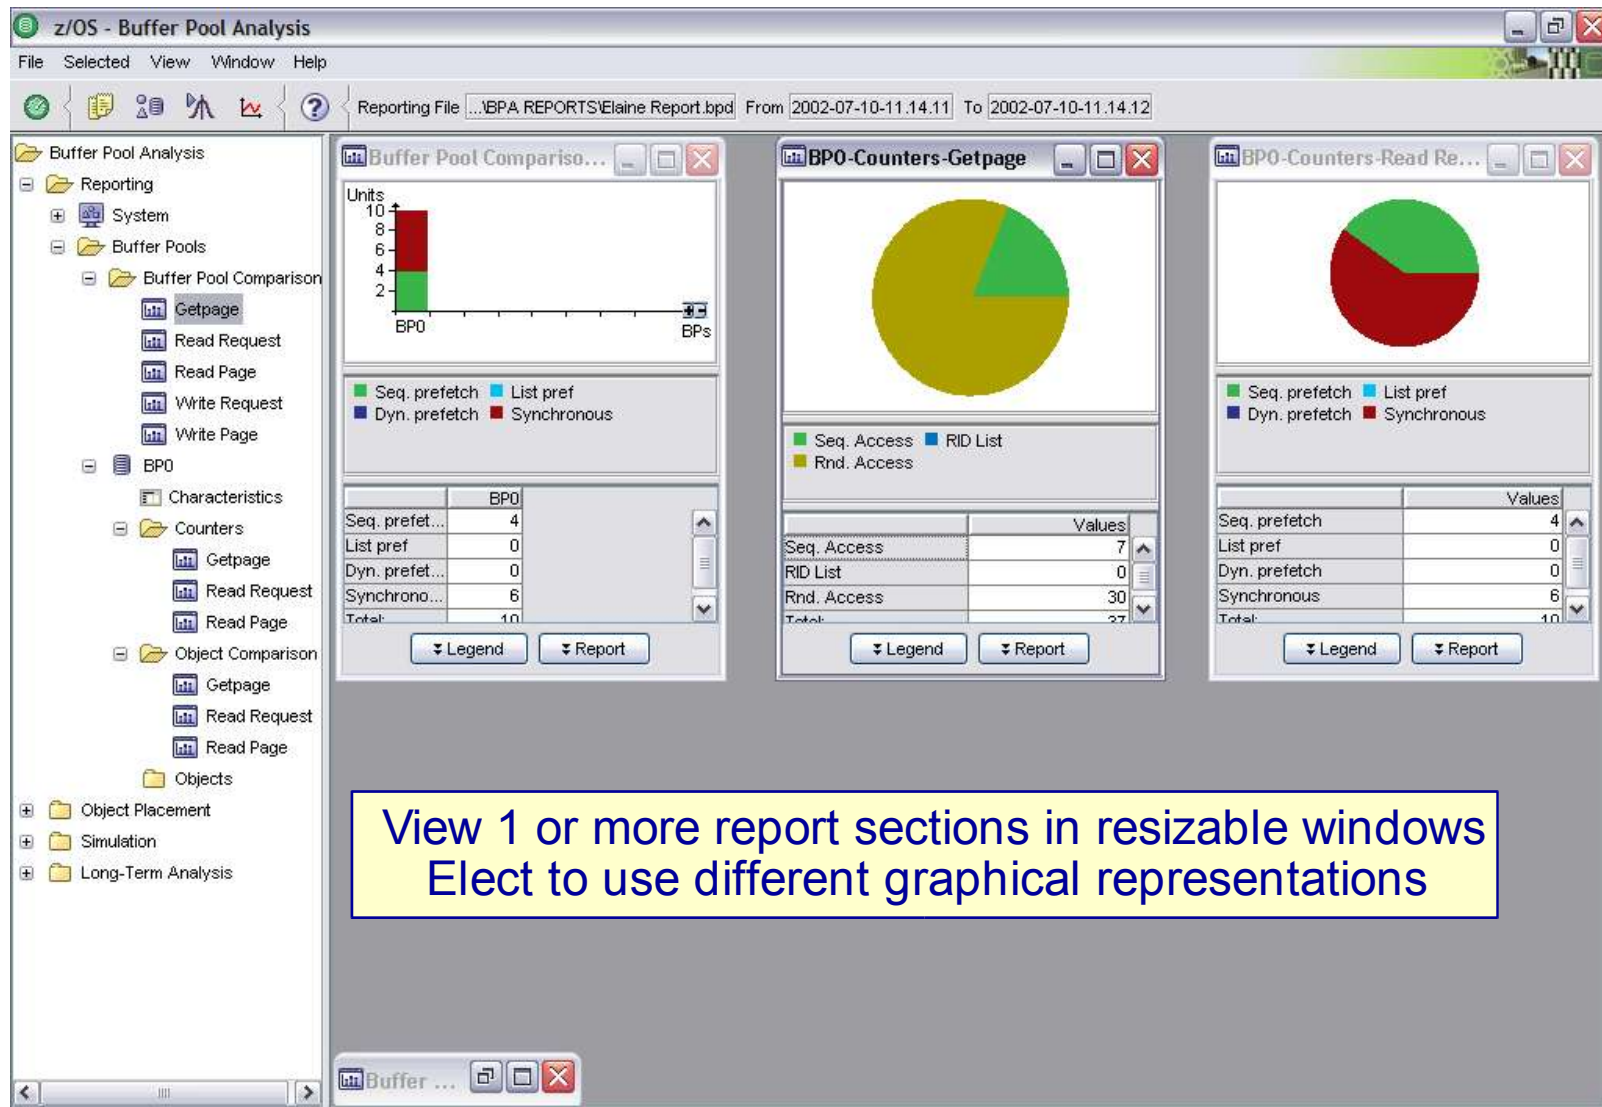 z/OS - Buffer Pool Analysis
File Selected View Window Help
Reporting File ...\BPA REPORTS\Elaine Report.bpd From 2002-07-10-11.14.11 To 2002-07-10-11.14.12
Buffer Pool Analysis
Reporting
System
Buffer Pools
Buffer Pool Comparison
Getpage
Read Request
Read Page
Write Request
Write Page
BP0
Characteristics
Counters
Getpage
Read Request
Read Page
Object Comparison
Getpage
Read Request
Read Page
Objects
Object Placement
Simulation
Long-Term Analysis
Buffer Pool Compariso...
Units
10
8
6
4
2
BP0
BPs
Seq. prefetch List pref
Dyn. prefetch Synchronous
BP0
Seq. prefet... 4
List pref 0
Dyn. prefet... 0
Synchrono... 6
Total: 10
Legend Report
BP0-Counters-Getpage
Seq. Access RID List
Rnd. Access
Values
Seq. Access 7
RID List 0
Rnd. Access 30
Total: 37
Legend Report
BP0-Counters-Read Re...
Seq. prefetch List pref
Dyn. prefetch Synchronous
Values
Seq. prefetch 4
List pref 0
Dyn. prefetch 0
Synchronous 6
Total: 10
Legend Report
View 1 or more report sections in resizable windows
Elect to use different graphical representations
Buffer ...